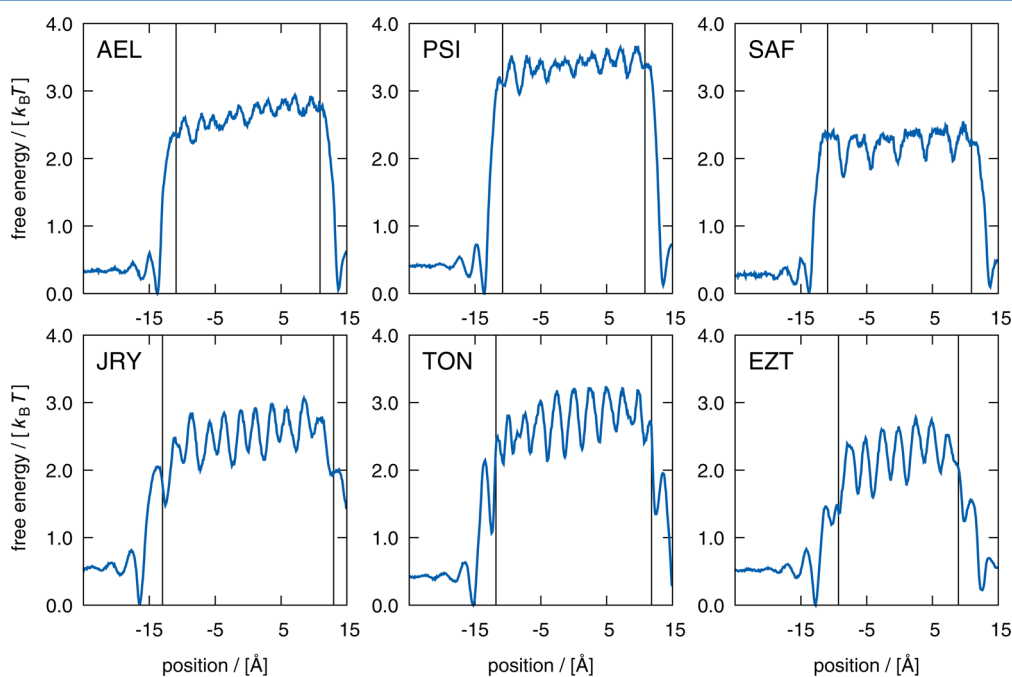 4.0 4.0 4.0
AEL PSI SAF
3.0 3.0 3.0
free energy / [ kBT]
2.0 2.0 2.0
1.0 1.0 1.0
0.0 0.0 0.0
-15 -5 5 15 -15 -5 5 15 -15 -5 5 15
4.0 4.0 4.0
JRY TON EZT
3.0 3.0 3.0
free energy / [ kBT]
2.0 2.0 2.0
1.0 1.0 1.0
0.0 0.0 0.0
-15 -5 5 15 -15 -5 5 15 -15 -5 5 15
position / [Å] position / [Å] position / [Å]